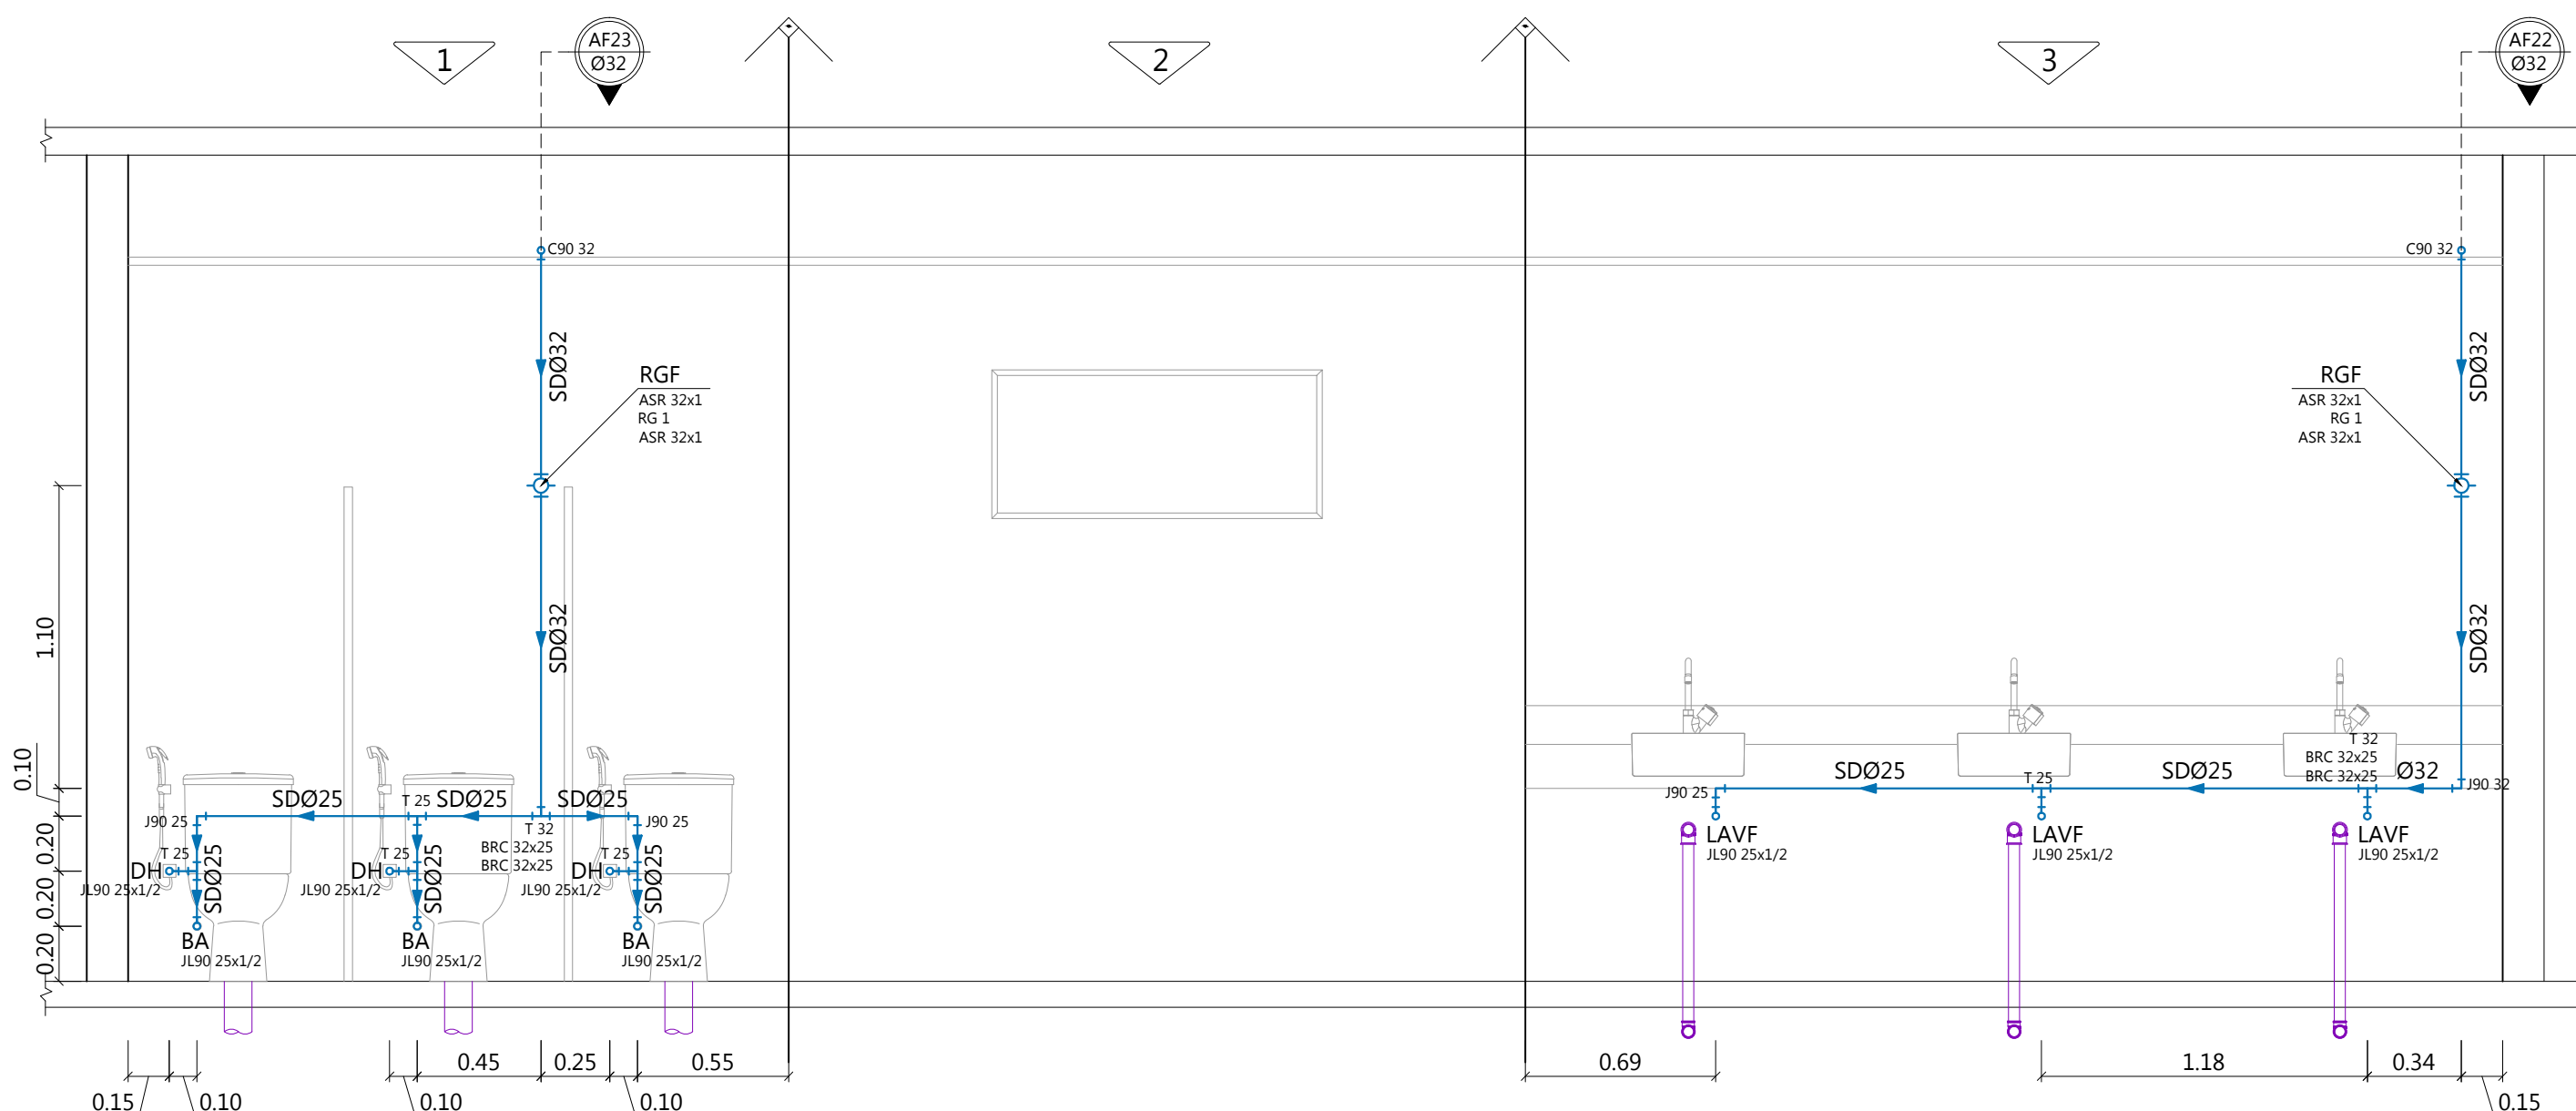 1
AF23
Ø32
2
3
AF22
Ø32
C90 32
C90 32
SDØ32
SDØ32
RGF
ASR 32x1
RG 1
ASR 32x1
RGF
ASR 32x1
RG 1
ASR 32x1
SDØ32
SDØ32
1.10
0.10
0.20
0.20
0.20
SDØ25
T 25
SDØ25
SDØ25
J90 25
T 32
BRC 32x25
BRC 32x25
J90 25
T 25
DH
JL90 25x1/2
SDØ25
T 25
DH
JL90 25x1/2
SDØ25
T 25
DH
JL90 25x1/2
SDØ25
BA
JL90 25x1/2
BA
JL90 25x1/2
BA
JL90 25x1/2
T 32
BRC 32x25
BRC 32x25
SDØ25
T 25
SDØ25
Ø32
J90 25
J90 32
LAVF
JL90 25x1/2
LAVF
JL90 25x1/2
LAVF
JL90 25x1/2
0.45
0.25
0.55
0.69
1.18
0.34
0.15
0.10
0.10
0.10
0.15